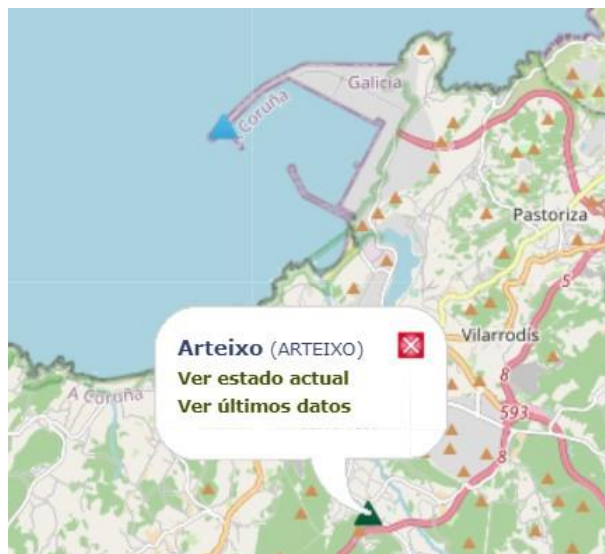 Galicia
A Coruña
Pastoriza
5
Vilarrodís
Arteixo (ARTEIXO)
Ver estado actual
Ver últimos datos
A Coruña
8
593
8